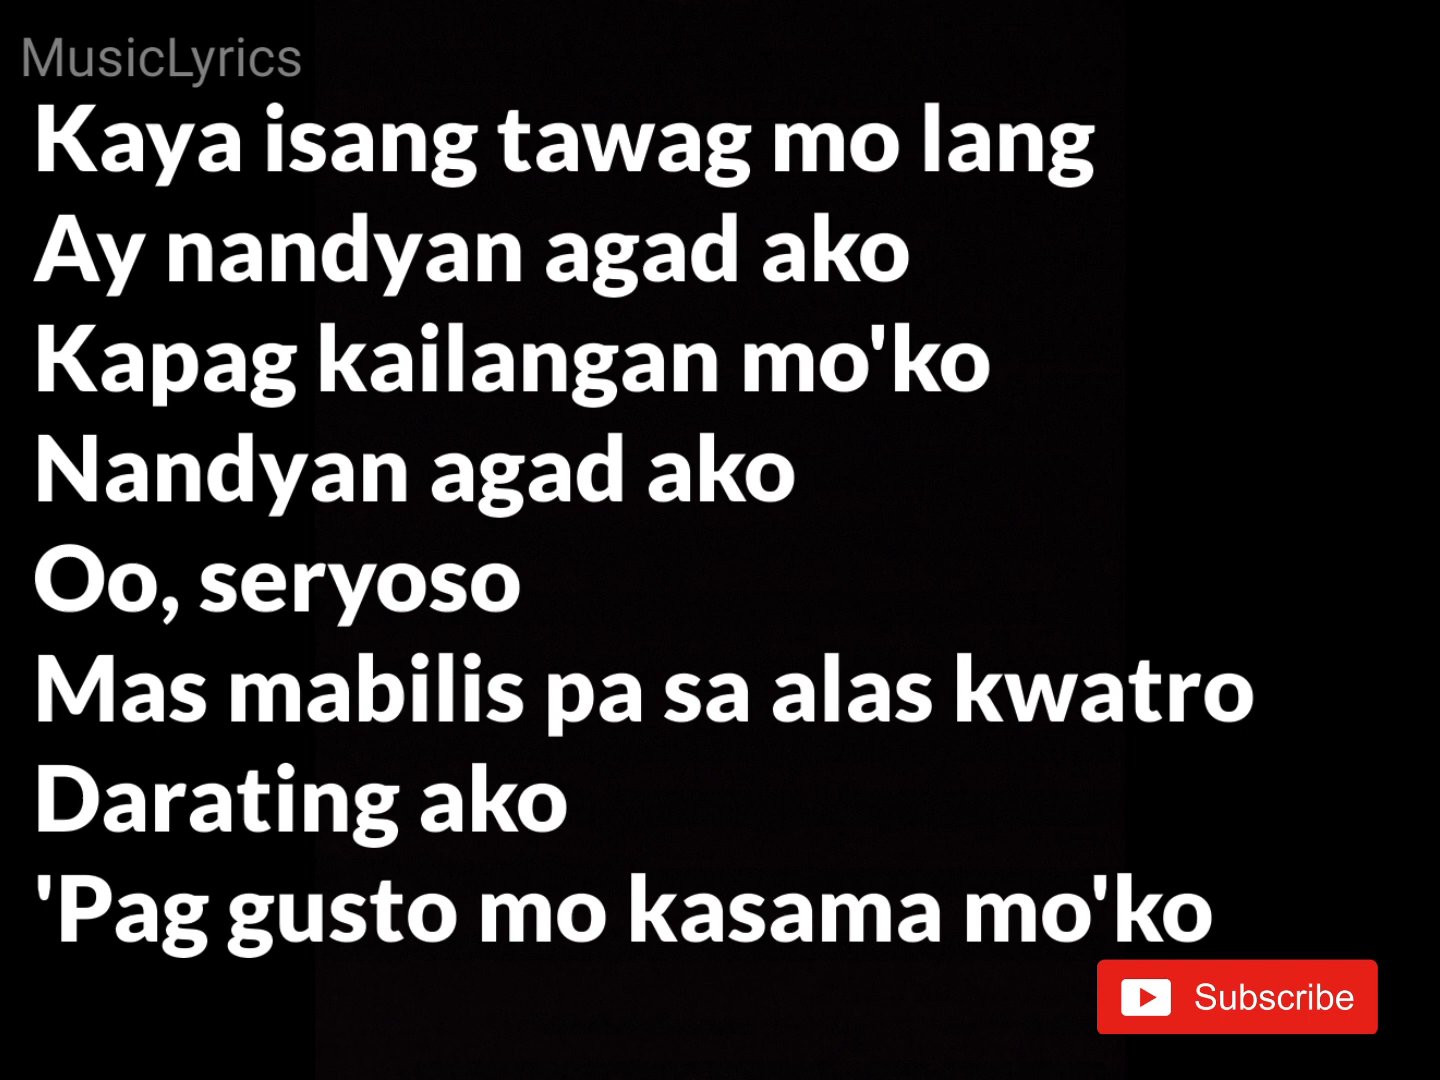 MusicLyrics
Kaya isang tawag mo lang
Ay nandyan agad ako
Kapag kailangan mo'ko
Nandyan agad ako
Oo, seryoso
Mas mabilis pa sa alas kwatro
Darating ako
'Pag gusto mo kasama mo'ko
Subscribe